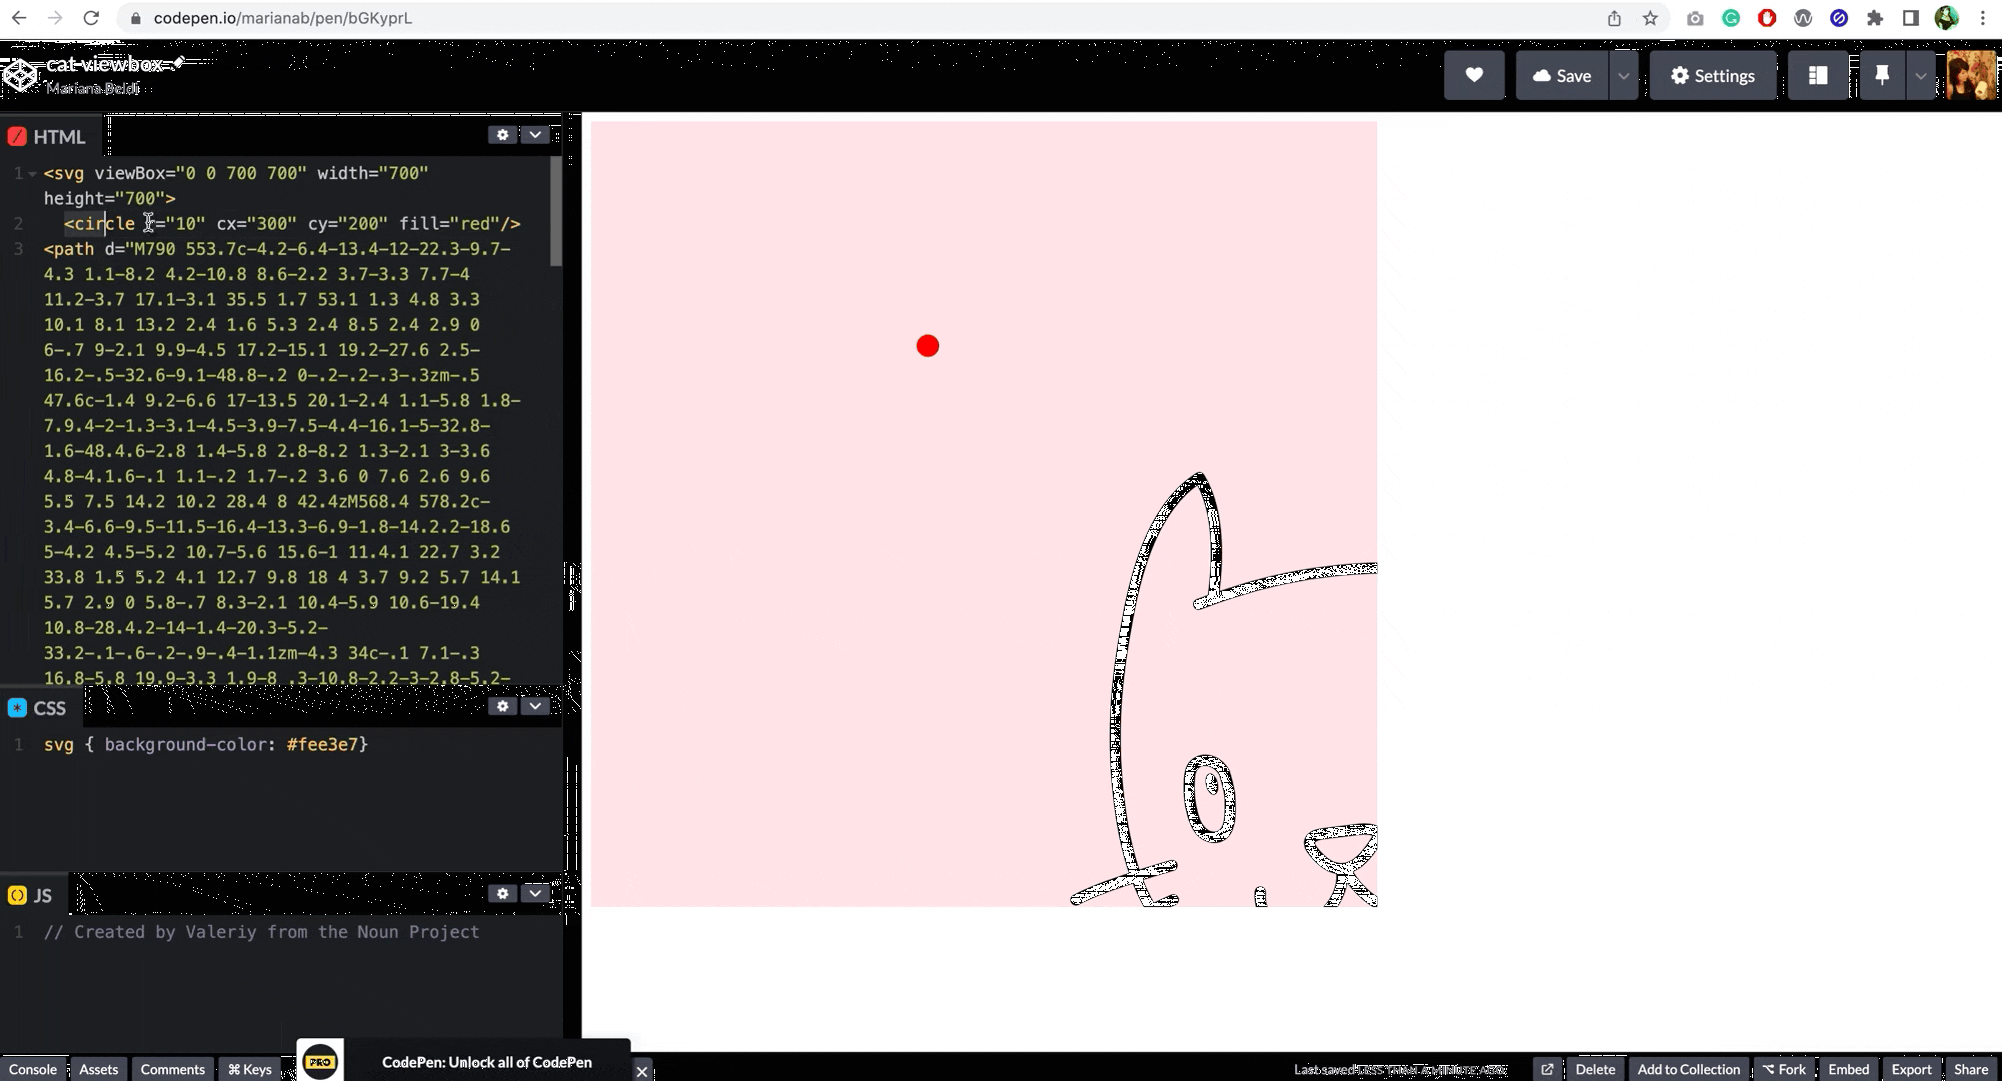 codepen.io/marianab/pen/bGKyprL
cat-viewbox
Mariana Beldi
Save
Settings
HTML
1 <svg viewBox="0 0 700 700" width="700"
height="700">
2 <circle r="10" cx="300" cy="200" fill="red"/>
3 <path d="M790 553.7c-4.2-6.4-13.4-12-22.3-9.7-
4.3 1.1-8.2 4.2-10.8 8.6-2.2 3.7-3.3 7.7-4
11.2-3.7 17.1-3.1 35.5 1.7 53.1 1.3 4.8 3.3
10.1 8.1 13.2 2.4 1.6 5.3 2.4 8.5 2.4 2.9 0
6-.7 9-2.1 9.9-4.5 17.2-15.1 19.2-27.6 2.5-
16.2-.5-32.6-9.1-48.8-.2 0-.2-.2-.3-.3zm-.5
47.6c-1.4 9.2-6.6 17-13.5 20.1-2.4 1.1-5.8 1.8-
7.9.4-2-1.3-3.1-4.5-3.9-7.5-4.4-16.1-5-32.8-
1.6-48.4.6-2.8 1.4-5.8 2.8-8.2 1.3-2.1 3-3.6
4.8-4.1.6-.1 1.1-.2 1.7-.2 3.6 0 7.6 2.6 9.6
5.5 7.5 14.2 10.2 28.4 8 42.4zM568.4 578.2c-
3.4-6.6-9.5-11.5-16.4-13.3-6.9-1.8-14.2.2-18.6
5-4.2 4.5-5.2 10.7-5.6 15.6-1 11.4.1 22.7 3.2
33.8 1.5 5.2 4.1 12.7 9.8 18 4 3.7 9.2 5.7 14.1
5.7 2.9 0 5.8-.7 8.3-2.1 10.4-5.9 10.6-19.4
10.8-28.4.2-14-1.4-20.3-5.2-
33.2-.1-.6-.2-.9-.4-1.1zm-4.3 34c-.1 7.1-.3
16.8-5.8 19.9-3.3 1.9-8 .3-10.8-2.2-3-2.8-5.2-
CSS
1 svg { background-color: #fee3e7}
JS
1 // Created by Valeriy from the Noun Project
Console
Assets
Comments
⌘ Keys
PRO
CodePen: Unlock all of CodePen
Last saved LESS THAN A MINUTE AGO
Delete
Add to Collection
⌥ Fork
Embed
Export
Share